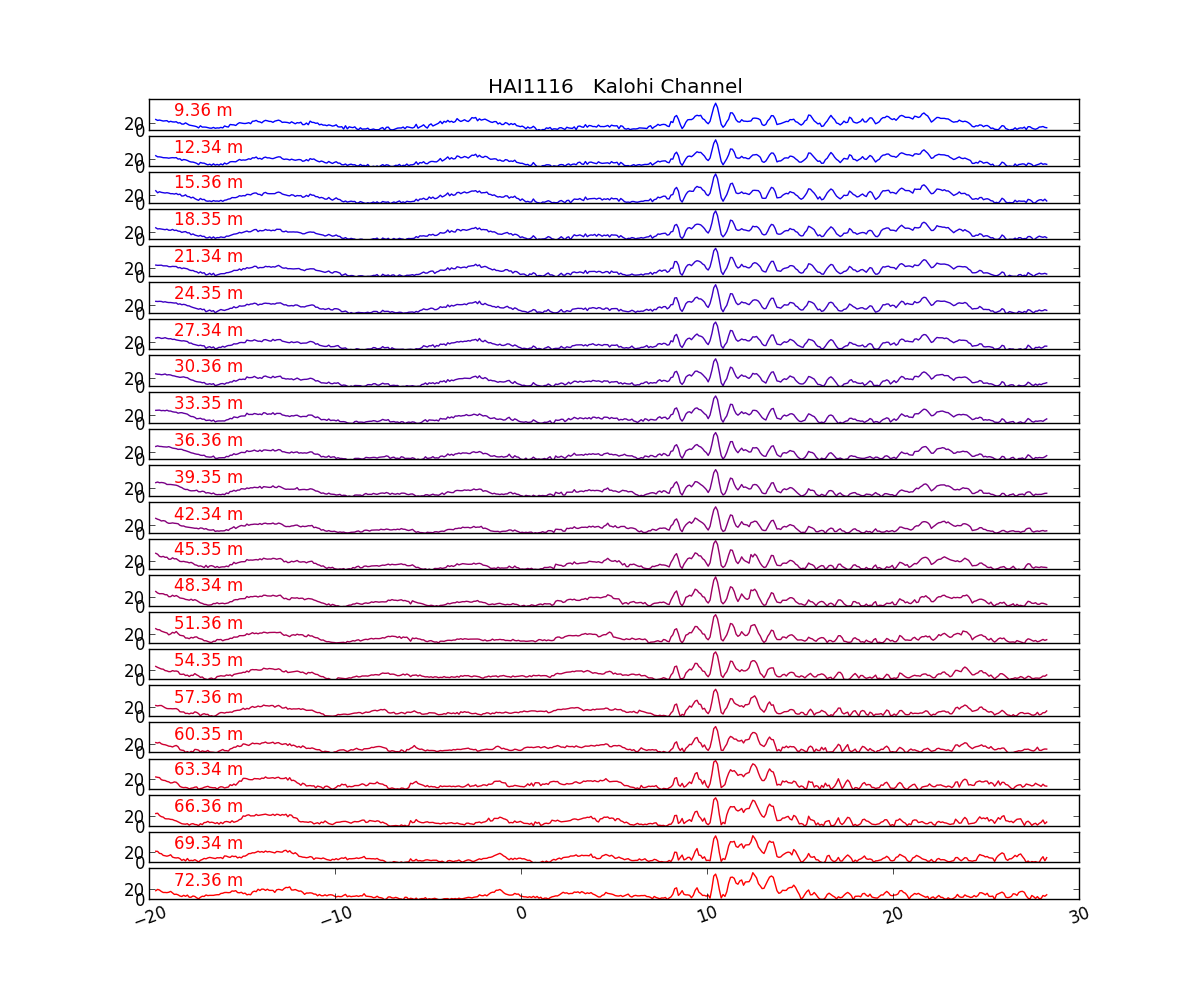 HAI1116   Kalohi Channel
9.36 m
20
0
12.34 m
20
0
15.36 m
20
0
18.35 m
20
0
21.34 m
20
0
24.35 m
20
0
27.34 m
20
0
30.36 m
20
0
33.35 m
20
0
36.36 m
20
0
39.35 m
20
0
42.34 m
20
0
45.35 m
20
0
48.34 m
20
0
51.36 m
20
0
54.35 m
20
0
57.36 m
20
0
60.35 m
20
0
63.34 m
20
0
66.36 m
20
0
69.34 m
20
0
72.36 m
20
0
−20 −10 0 10 20 30